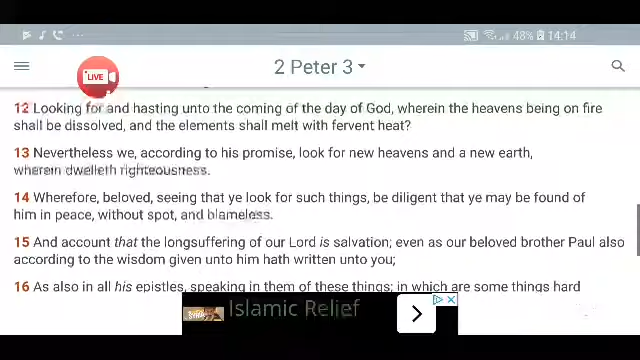 48% 14:14
LIVE
2 Peter 3
12 Looking for and hasting unto the coming of the day of God, wherein the heavens being on fire
shall be dissolved, and the elements shall melt with fervent heat?
13 Nevertheless we, according to his promise, look for new heavens and a new earth,
wherein dwelleth righteousness.
14 Wherefore, beloved, seeing that ye look for such things, be diligent that ye may be found of
him in peace, without spot, and blameless.
15 And account that the longsuffering of our Lord is salvation; even as our beloved brother Paul also
according to the wisdom given unto him hath written unto you;
16 As also in all his epistles, speaking in them of these things; in which are some things hard
Islamic Relief